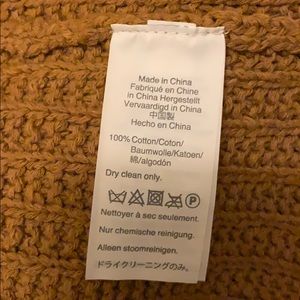 Made in China
Fabriqué en Chine
in China Hergestellt
Vervaardigd in China
中国製
Hecho en China
100% Cotton/Coton/
Baumwolle/Katoen/
綿/algodón
Dry clean only.
P
Nettoyer à sec seulement.
Nur chemische reinigung.
Alleen stoomreinigen.
ドライクリーニングのみ。